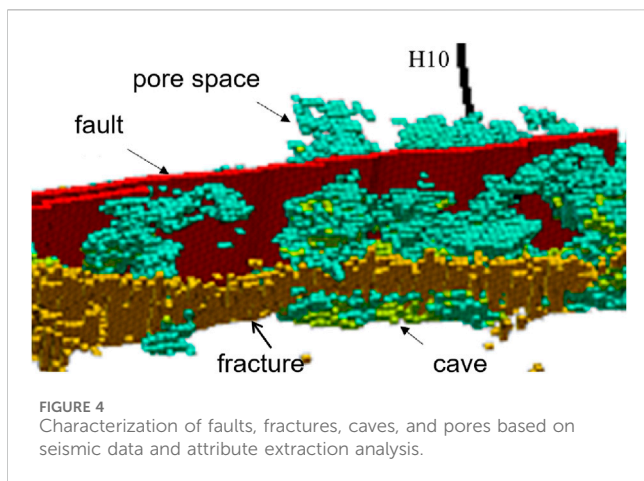 H10
pore space
fault
fracture
cave
FIGURE 4
Characterization of faults, fractures, caves, and pores based on
seismic data and attribute extraction analysis.